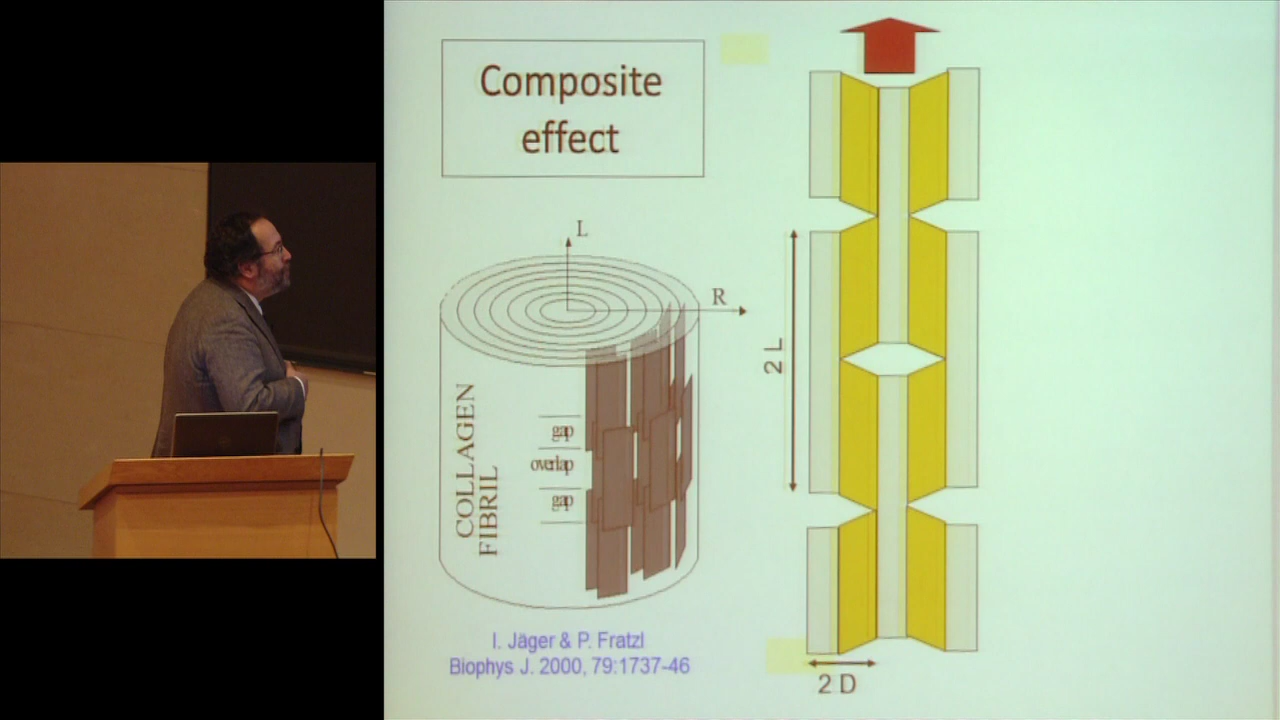 Composite
effect
L
R
COLLAGEN
FIBRIL
gap
overlap
gap
2 L
2 D
I. Jäger & P. Fratzl
Biophys J. 2000, 79:1737-46